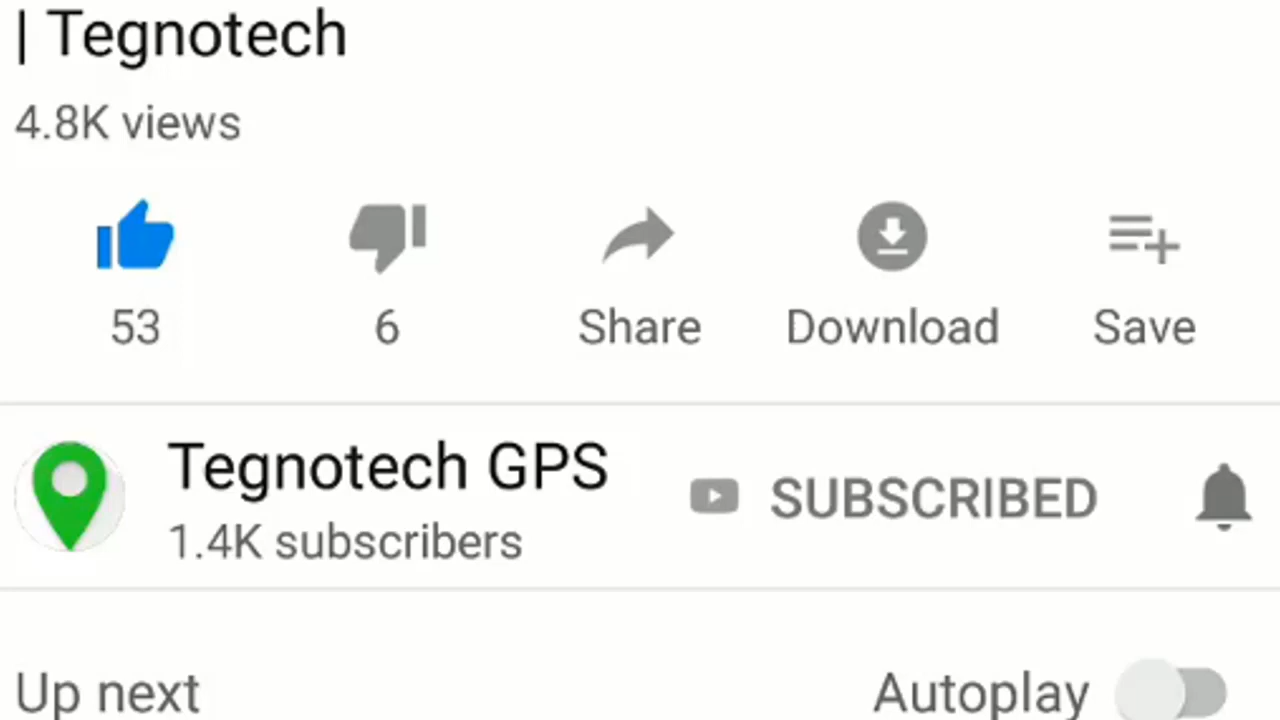 | Tegnotech
4.8K views
53
6
Share
Download
Save
Tegnotech GPS
1.4K subscribers
SUBSCRIBED
Up next
Autoplay